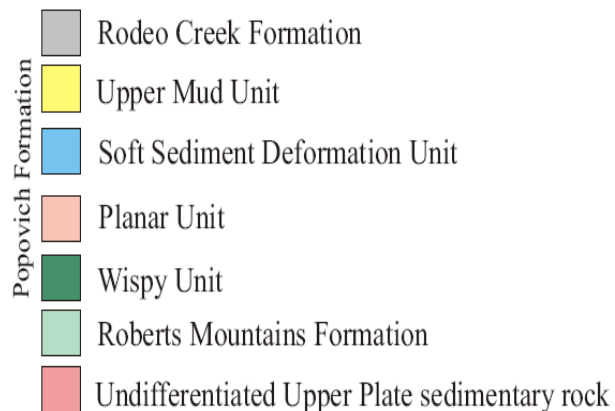 Popovich Formation
Rodeo Creek Formation
Upper Mud Unit
Soft Sediment Deformation Unit
Planar Unit
Wispy Unit
Roberts Mountains Formation
Undifferentiated Upper Plate sedimentary rock